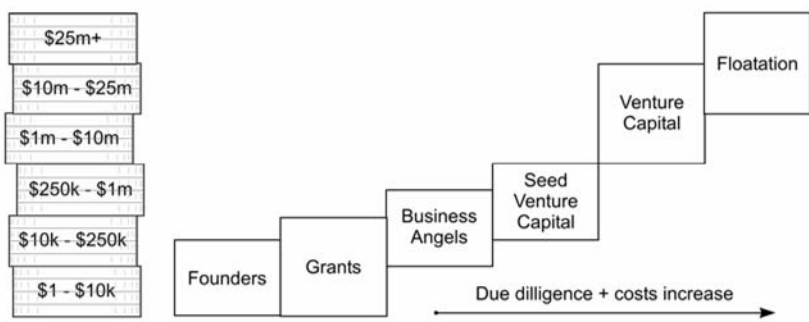 $25m+
$10m - $25m
$1m - $10m
$250k - $1m
$10k - $250k
$1 - $10k
Founders
Grants
Business
Angels
Seed
Venture
Capital
Venture
Capital
Floatation
Due dilligence + costs increase